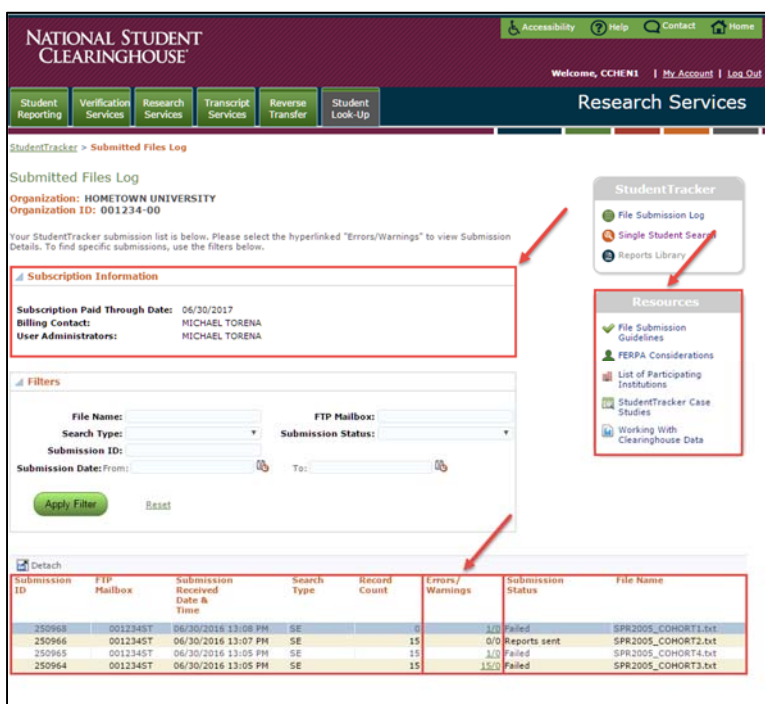 Accessibility Help Contact Home
NATIONAL STUDENT
CLEARINGHOUSE®
Welcome, CCHEN1 | My Account | Log Out
Student Reporting
Verification Services
Research Services
Transcript Services
Reverse Transfer
Student Look-Up
Research Services
StudentTracker > Submitted Files Log
Submitted Files Log
Organization: HOMETOWN UNIVERSITY
Organization ID: 001234-00
Your StudentTracker submission list is below. Please select the hyperlinked "Errors/Warnings" to view Submission
Details. To find specific submissions, use the filters below.
Subscription Information
Subscription Paid Through Date: 06/30/2017
Billing Contact: MICHAEL TORENA
User Administrators: MICHAEL TORENA
Filters
File Name: FTP Mailbox:
Search Type: Submission Status:
Submission ID:
Submission Date: From: To:
Apply Filter Reset
StudentTracker
File Submission Log
Single Student Search
Reports Library
Resources
File Submission
Guidelines
FERPA Considerations
List of Participating
Institutions
StudentTracker Case
Studies
Working With
Clearinghouse Data
Detach
Submission ID
FTP Mailbox
Submission Received Date & Time
Search Type
Record Count
Errors/ Warnings
Submission Status
File Name
250968 001234ST 06/30/2016 13:08 PM SE 0 1/0 Failed SPR2005_COHORT1.txt
250966 001234ST 06/30/2016 13:07 PM SE 15 0/0 Reports sent SPR2005_COHORT2.txt
250965 001234ST 06/30/2016 13:05 PM SE 15 1/0 Failed SPR2005_COHORT4.txt
250964 001234ST 06/30/2016 13:05 PM SE 15 15/0 Failed SPR2005_COHORT3.txt